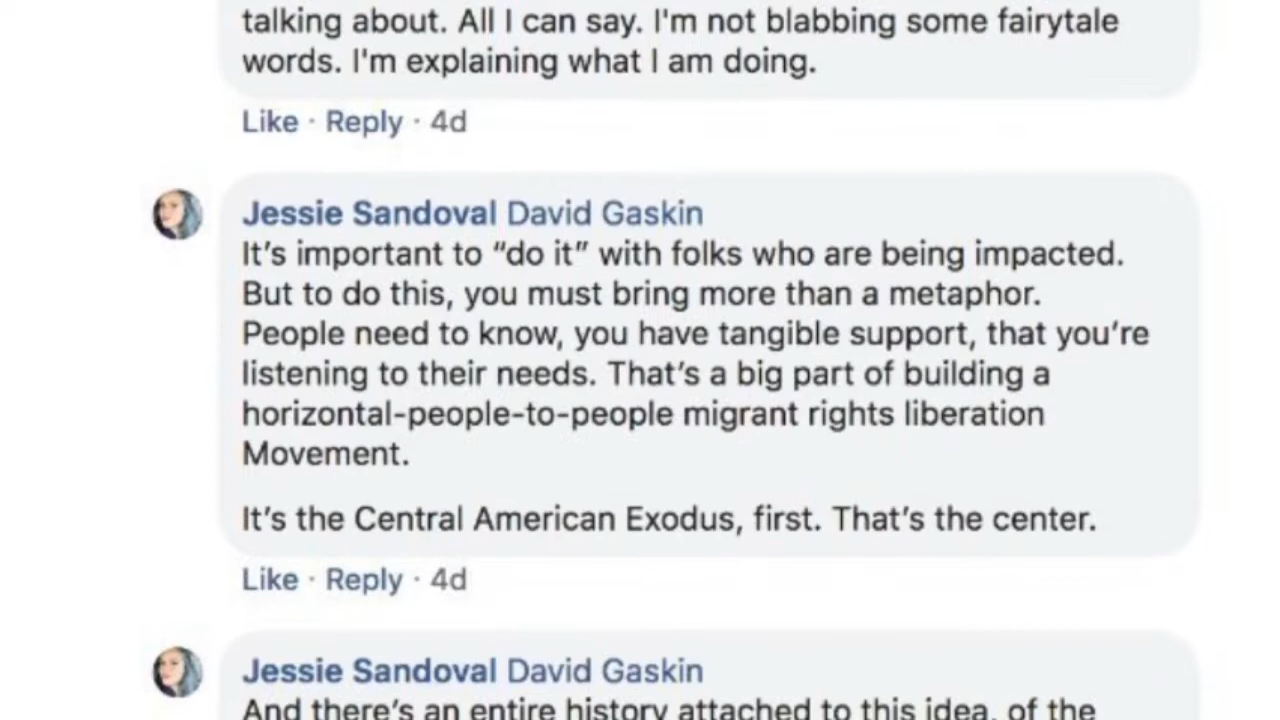 talking about. All I can say. I'm not blabbing some fairytale
words. I'm explaining what I am doing.
Like · Reply · 4d
Jessie Sandoval David Gaskin
It's important to “do it” with folks who are being impacted.
But to do this, you must bring more than a metaphor.
People need to know, you have tangible support, that you're
listening to their needs. That's a big part of building a
horizontal-people-to-people migrant rights liberation
Movement.
It's the Central American Exodus, first. That's the center.
Like · Reply · 4d
Jessie Sandoval David Gaskin
And there's an entire history attached to this idea, of the